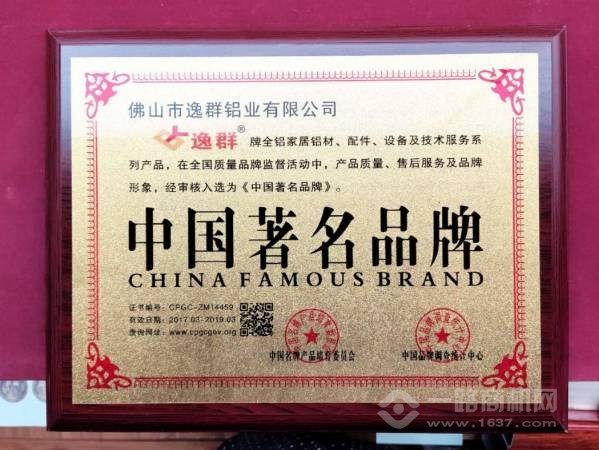 佛山市逸群铝业有限公司
逸群® 牌全铝家居铝材、配件、设备及技术服务系
列产品，在全国质量品牌监督活动中，产品质量、售后服务及品牌
形象，经审核入选为《中国著名品牌》。
中国著名品牌
CHINA FAMOUS BRAND
证书编号：CPGC-ZM14459
有效日期：2017.03-2019.03
查询网址：www.cpgcgov.org
中国名牌产品培育委员会
中国品牌调查统计中心
一路商机网
www.1637.com